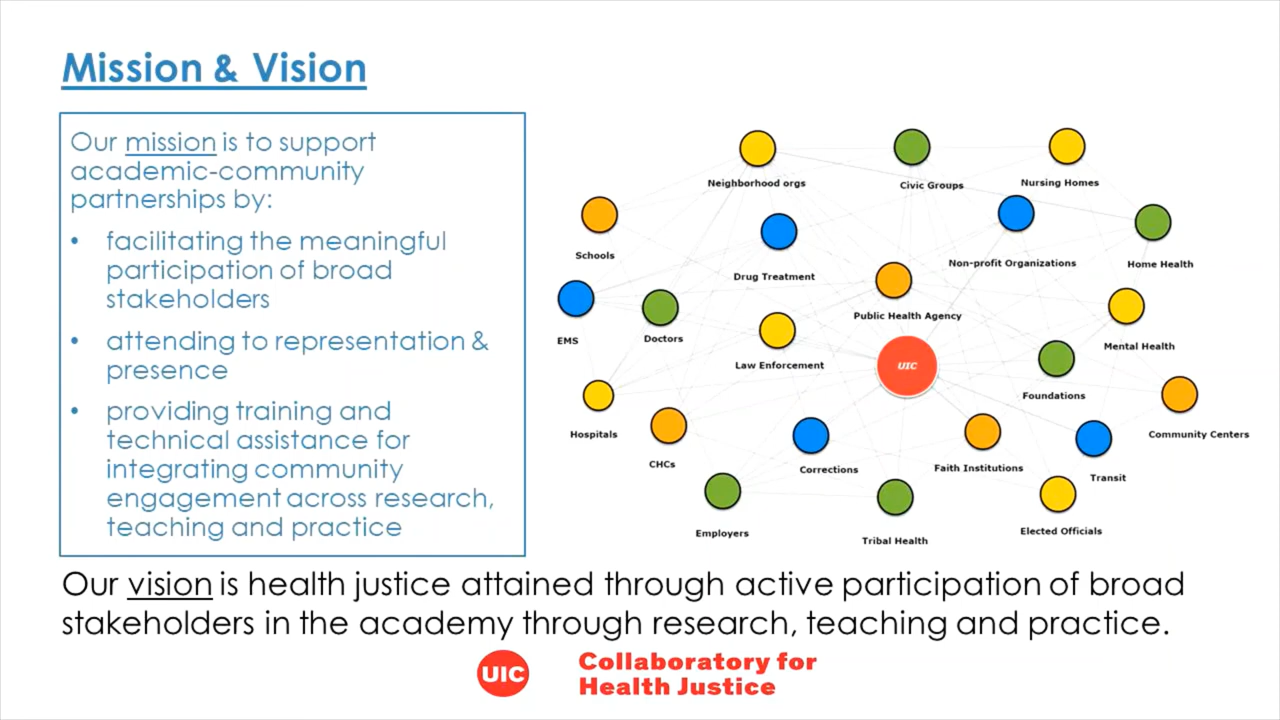 Mission & Vision
Our mission is to support
academic-community
partnerships by:
• facilitating the meaningful
participation of broad
stakeholders
• attending to representation &
presence
• providing training and
technical assistance for
integrating community
engagement across research,
teaching and practice
Neighborhood orgs
Civic Groups
Nursing Homes
Schools
Drug Treatment
Non-profit Organizations
Home Health
EMS
Doctors
Public Health Agency
Law Enforcement
UIC
Mental Health
Foundations
Hospitals
CHCs
Corrections
Faith Institutions
Community Centers
Transit
Employers
Tribal Health
Elected Officials
Our vision is health justice attained through active participation of broad
stakeholders in the academy through research, teaching and practice.
UIC
Collaboratory for
Health Justice